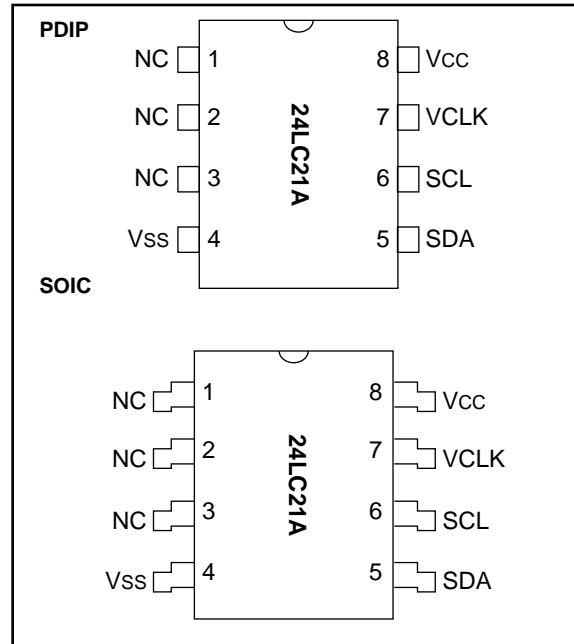 PDIP
NC 1 8 VCC
NC 2 7 VCLK
NC 3 6 SCL
VSS 4 5 SDA
24LC21A
SOIC
NC 1 8 VCC
NC 2 7 VCLK
NC 3 6 SCL
VSS 4 5 SDA
24LC21A